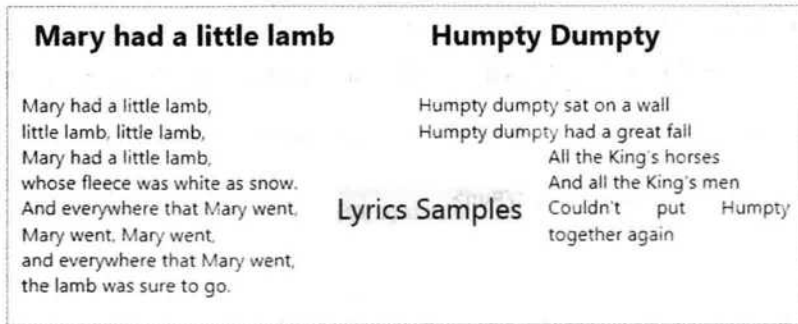 Mary had a little lamb
Mary had a little lamb,
little lamb, little lamb,
Mary had a little lamb,
whose fleece was white as snow.
And everywhere that Mary went,
Mary went, Mary went,
and everywhere that Mary went,
the lamb was sure to go.
Lyrics Samples
Humpty Dumpty
Humpty dumpty sat on a wall
Humpty dumpty had a great fall
All the King's horses
And all the King's men
Couldn't put Humpty
together again